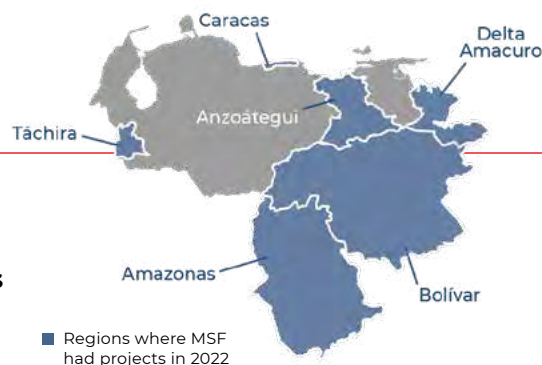 Caracas
Delta
Amacuro
Anzoátegui
Táchira
Amazonas
Bolívar
s
Regions where MSF
had projects in 2022